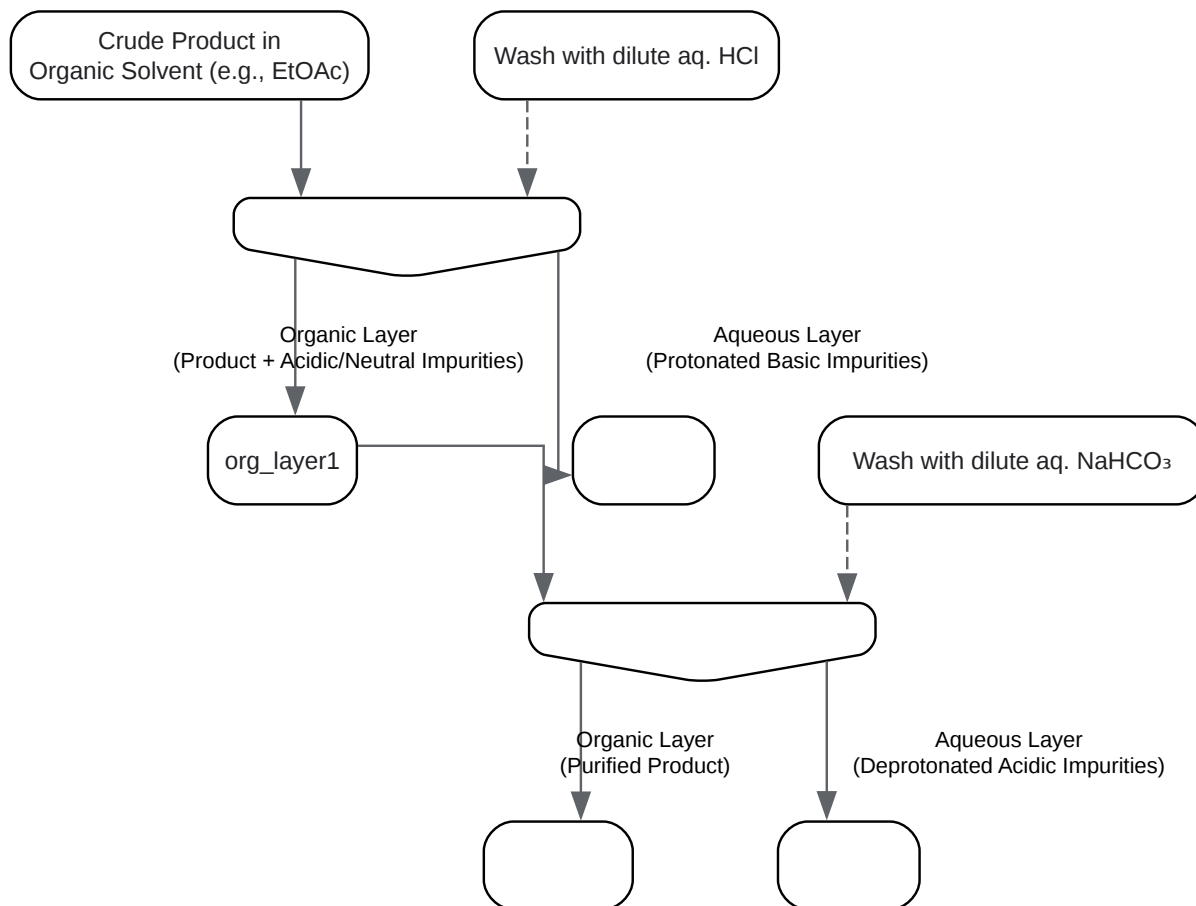 Crude Product in
Organic Solvent (e.g., EtOAc)
Wash with dilute aq. HCl
Organic Layer
(Product + Acidic/Neutral Impurities)
Aqueous Layer
(Protonated Basic Impurities)
org_layer1
Wash with dilute aq. NaHCO₃
Organic Layer
(Purified Product)
Aqueous Layer
(Deprotonated Acidic Impurities)